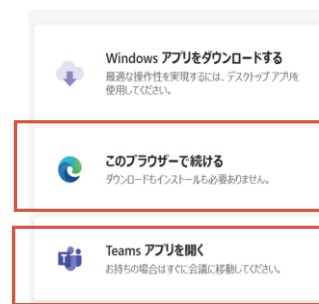 Windows アプリをダウンロードする
最適な操作性を実現するには、デスクトップ アプリを
使用してください。
このブラウザーで続ける
ダウンロードもインストールも必要ありません。
Teams アプリを開く
お持ちの場合はすぐに会議に移動してください。